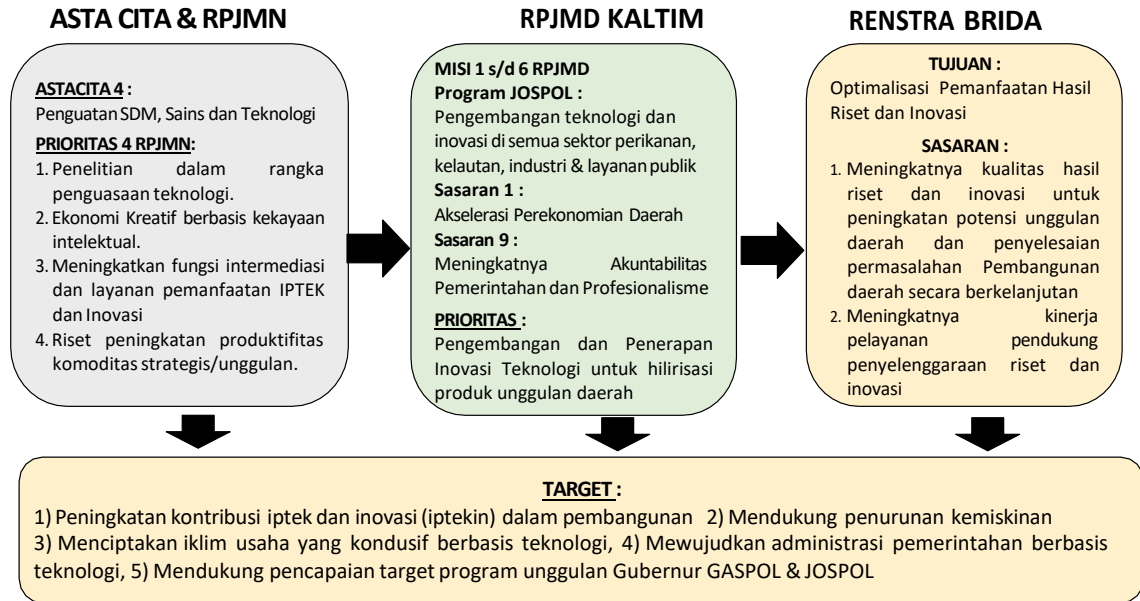 ASTA CITA & RPJMN
ASTACITA 4 :
Penguatan SDM, Sains dan Teknologi
PRIORITAS 4 RPJMN:
1. Penelitian dalam rangka
penguasaan teknologi.
2. Ekonomi Kreatif berbasis kekayaan
intelektual.
3. Meningkatkan fungsi intermediasi
dan layanan pemanfaatan IPTEK
dan Inovasi
4. Riset peningkatan produktifitas
komoditas strategis/unggulan.
RPJMD KALTIM
MISI 1 s/d 6 RPJMD
Program JOSPOL :
Pengembangan teknologi dan
inovasi di semua sektor perikanan,
kelautan, industri & layanan publik
Sasaran 1 :
Akselerasi Perekonomian Daerah
Sasaran 9 :
Meningkatnya Akuntabilitas
Pemerintahan dan Profesionalisme
PRIORITAS :
Pengembangan dan Penerapan
Inovasi Teknologi untuk hilirisasi
produk unggulan daerah
RENSTRA BRIDA
TUJUAN :
Optimalisasi Pemanfaatan Hasil
Riset dan Inovasi
SASARAN :
1. Meningkatnya kualitas hasil
riset dan inovasi untuk
peningkatan potensi unggulan
daerah dan penyelesaian
permasalahan Pembangunan
daerah secara berkelanjutan
2. Meningkatnya kinerja
pelayanan pendukung
penyelenggaraan riset dan
inovasi
TARGET :
1) Peningkatan kontribusi iptek dan inovasi (iptekin) dalam pembangunan 2) Mendukung penurunan kemiskinan
3) Menciptakan iklim usaha yang kondusif berbasis teknologi, 4) Mewujudkan administrasi pemerintahan berbasis
teknologi, 5) Mendukung pencapaian target program unggulan Gubernur GASPOL & JOSPOL